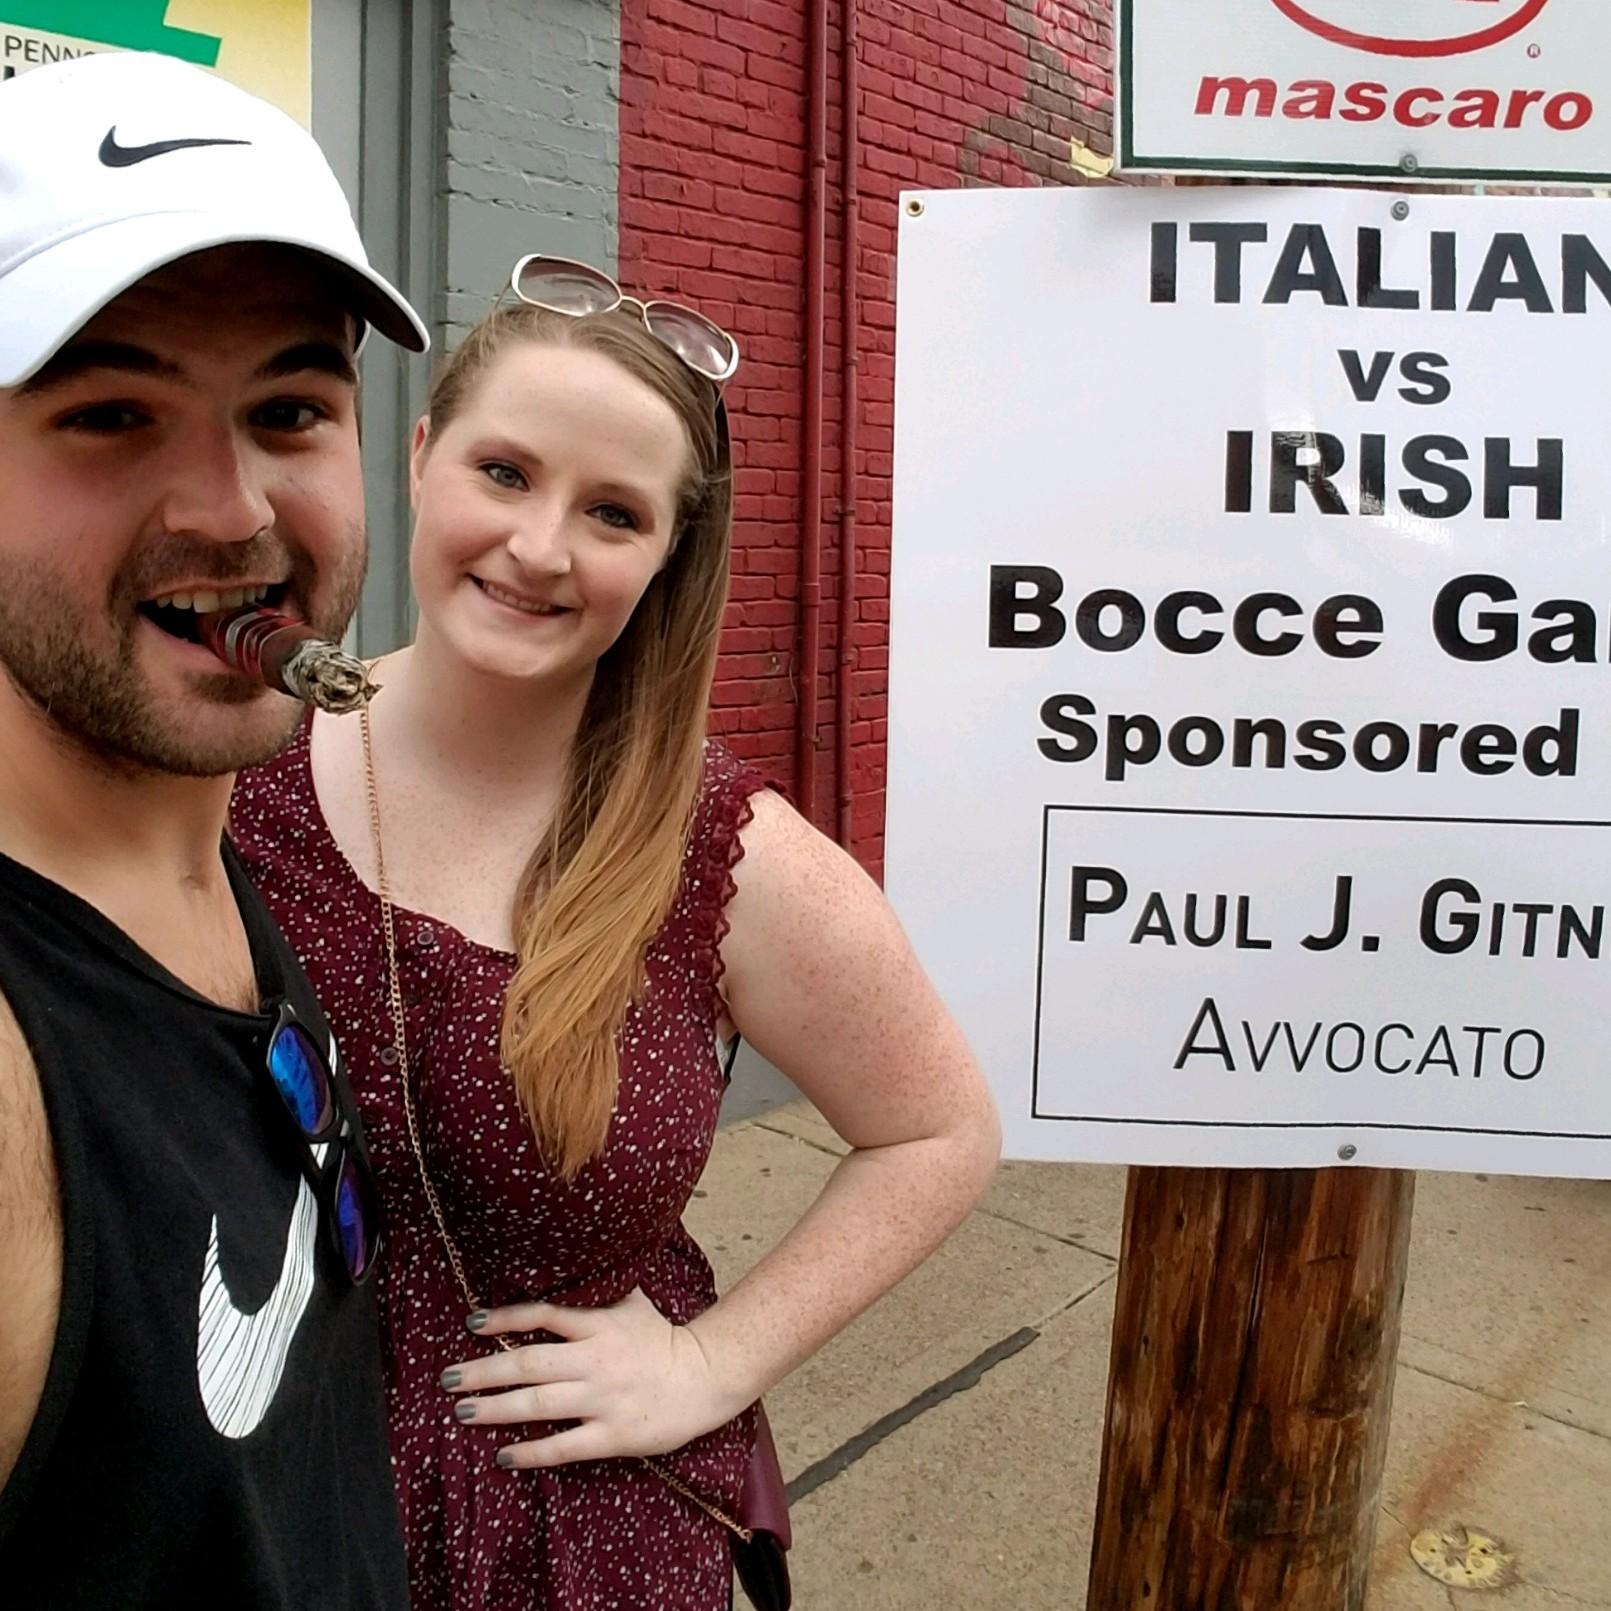 mascaro
ITALIAN
vs
IRISH
Bocce
Sponsored
PAUL J.
AVVOCATO